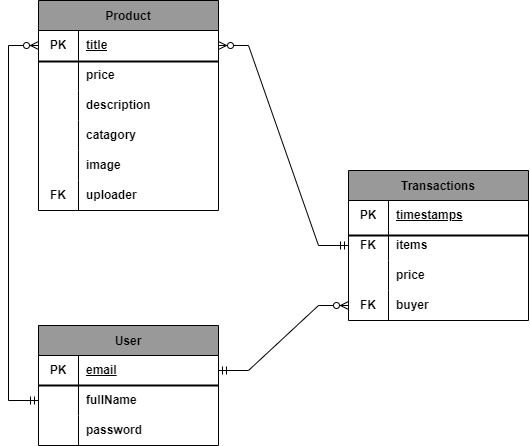 Product
PK title
price
description
catagory
image
FK uploader
Transactions
PK timestamps
FK items
price
FK buyer
User
PK email
fullName
password